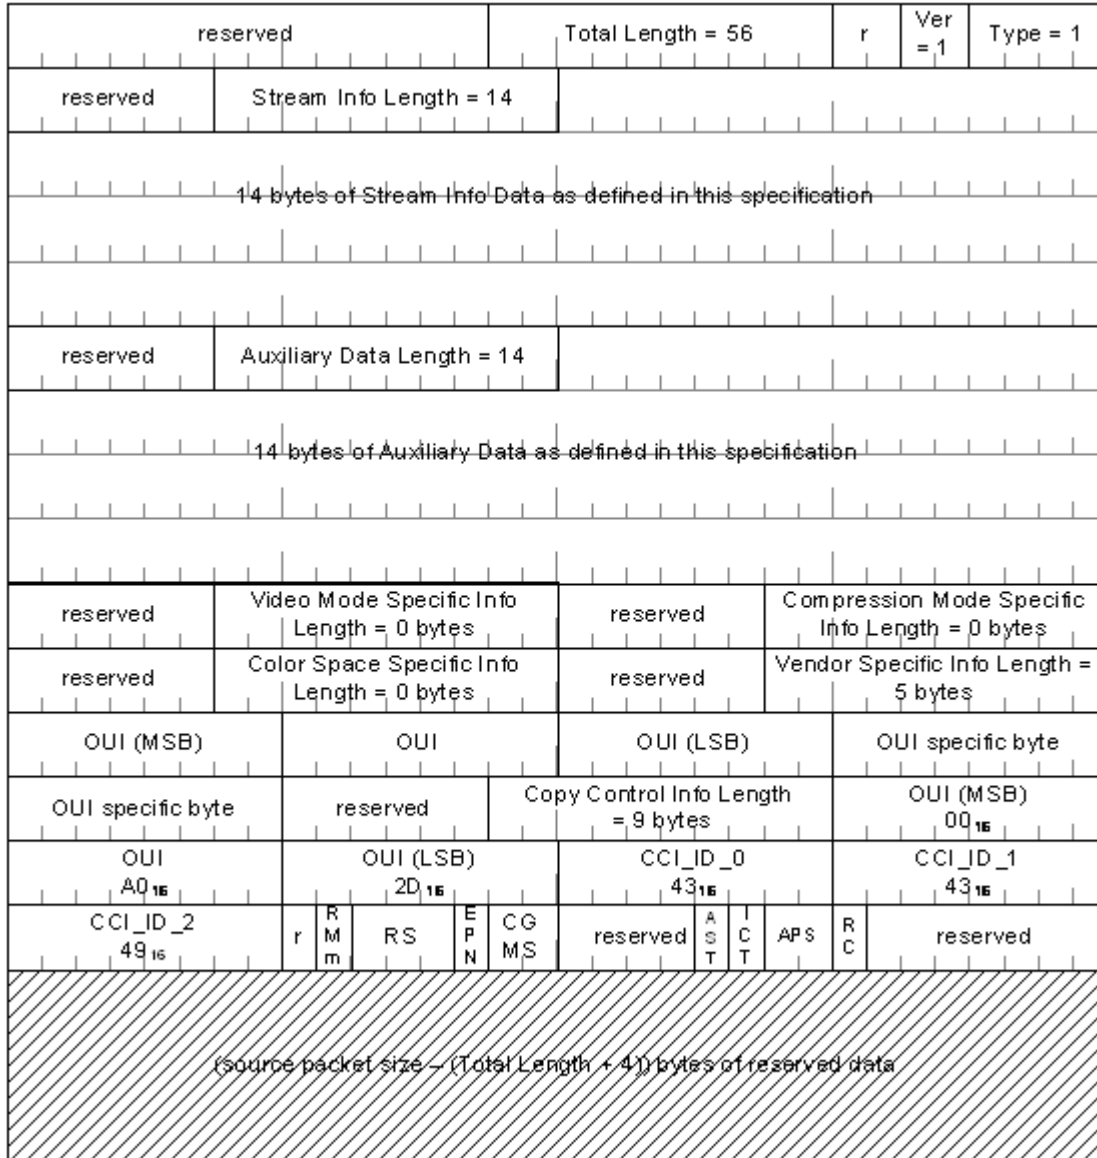 reserved Total Length = 56 r Ver Type = 1
= 1
reserved Stream Info Length = 14
14 bytes of Stream Info Data as defined in this specification
reserved Auxiliary Data Length = 14
14 bytes of Auxiliary Data as defined in this specification
reserved Video Mode Specific Info reserved Compression Mode Specific
Length = 0 bytes Info Length = 0 bytes
reserved Color Space Specific Info reserved Vendor Specific Info Length =
Length = 0 bytes 5 bytes
OUI (MSB) OUI OUI (LSB) OUI specific byte
OUI specific byte reserved Copy Control Info Length OUI (MSB)
= 9 bytes 00₁₆
OUI OUI (LSB) CCI_ID_0 CCI_ID_1
A0₁₆ 2D₁₆ 43₁₆ 43₁₆
CCI_ID_2 r RMm RS EPN CG reserved AST ICT APS RC reserved
49₁₆ MS
(source packet size – (Total Length + 4)) bytes of reserved data